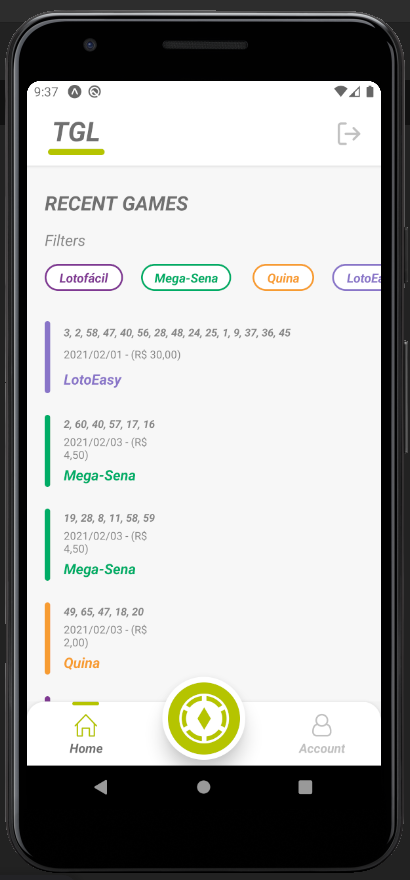 9:37
TGL
RECENT GAMES
Filters
Lotofácil Mega-Sena Quina LotoEa
3, 2, 58, 47, 40, 56, 28, 48, 24, 25, 1, 9, 37, 36, 45
2021/02/01 - (R$ 30,00)
LotoEasy
2, 60, 40, 57, 17, 16
2021/02/03 - (R$
4,50)
Mega-Sena
19, 28, 8, 11, 58, 59
2021/02/03 - (R$
4,50)
Mega-Sena
49, 65, 47, 18, 20
2021/02/03 - (R$
2,00)
Quina
Home Account